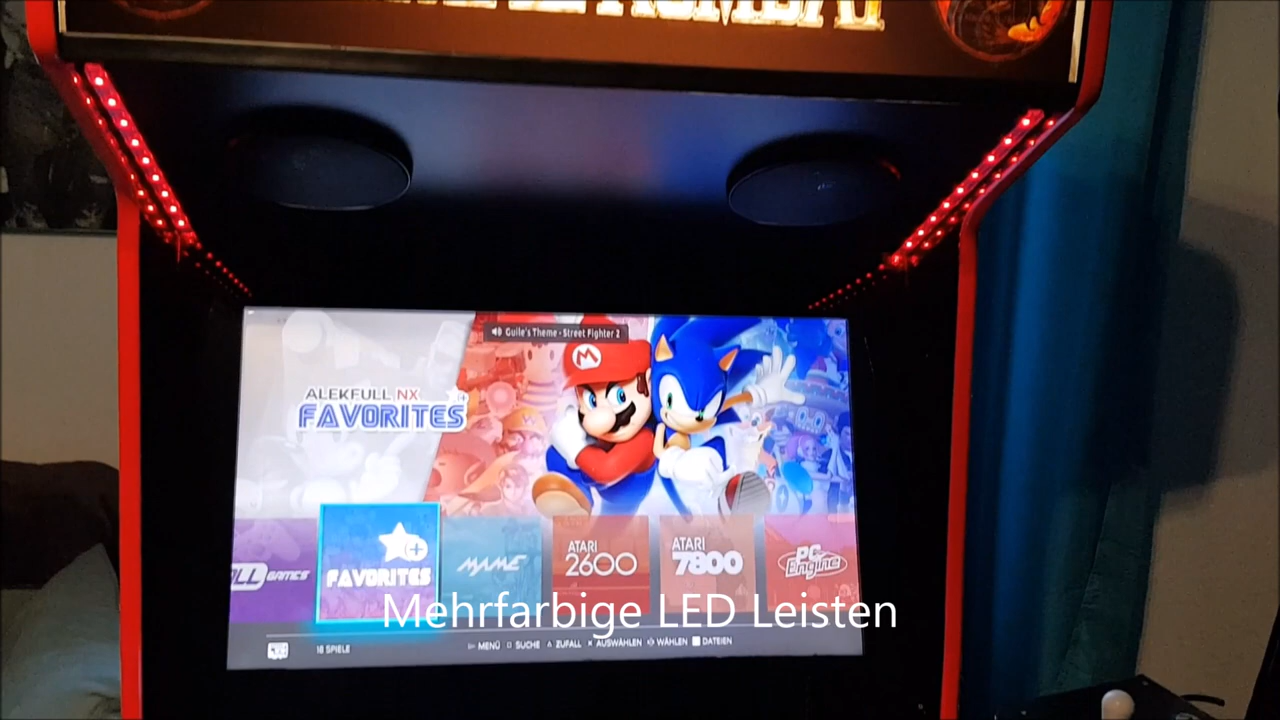 Guile's Theme - Street Fighter 2
M
ALEKFULL NX
FAVORITES
ALL GAMES
FAVORITES
MAME
ATARI
2600
ATARI
7800
PC
Engine
Mehrfarbige LED Leisten
18 SPIELE
MENÜ SUCHE ZUFALL AUSWÄHLEN WÄHLEN DATEIEN